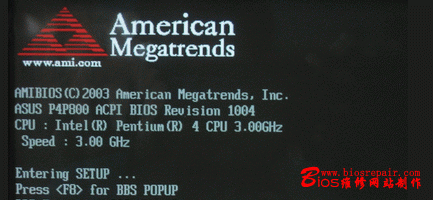 American
Megatrends
www.ami.com
AMIBIOS(C)2003 American Megatrends, Inc.
ASUS P4P800 ACPI BIOS Revision 1004
CPU : Intel(R) Pentium(R) 4 CPU 3.00GHz
Speed : 3.00 GHz
Entering SETUP ...
Press <F8> for BBS POPUP
www.biosrepair.com
Bios维修网站制作